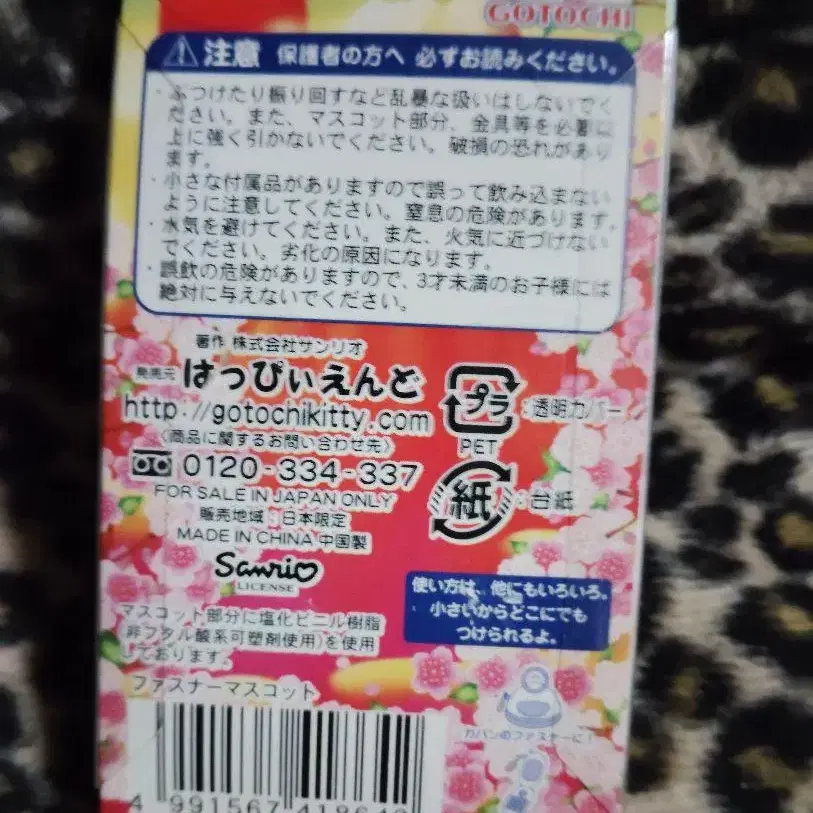 GOTOCHI
注意 保護者の方へ 必ずお読みください。
・ぶつけたり振り回すなど乱暴な扱いはしないでく
ださい。また、マスコット部分、金具等を必要以
上に強く引かないでください。破損の恐れがあり
ます。
・小さな付属品がありますので誤って飲み込まない
ように注意してください。窒息の危険があります。
・水気を避けてください。また、火気に近づけない
でください。劣化の原因になります。
・誤飲の危険がありますので、3才未満のお子様には
絶対に与えないでください。
著作 株式会社サンリオ
発売元 はっぴぃえんど
http://gotochikitty.com
〈商品に関するお問い合わせ先〉
0120-334-337
FOR SALE IN JAPAN ONLY
販売地域:日本限定
MADE IN CHINA 中国製
Sanrio
LICENSE
プラ:透明カバー
PET
紙:台紙
マスコット部分に塩化ビニル樹脂
(非フタル酸系可塑剤使用)を使用
しております。
ファスナーマスコット
使い方は、他にもいろいろ。
小さいからどこにでも
つけられるよ。
カバンのファスナーに!
4 991567 418640